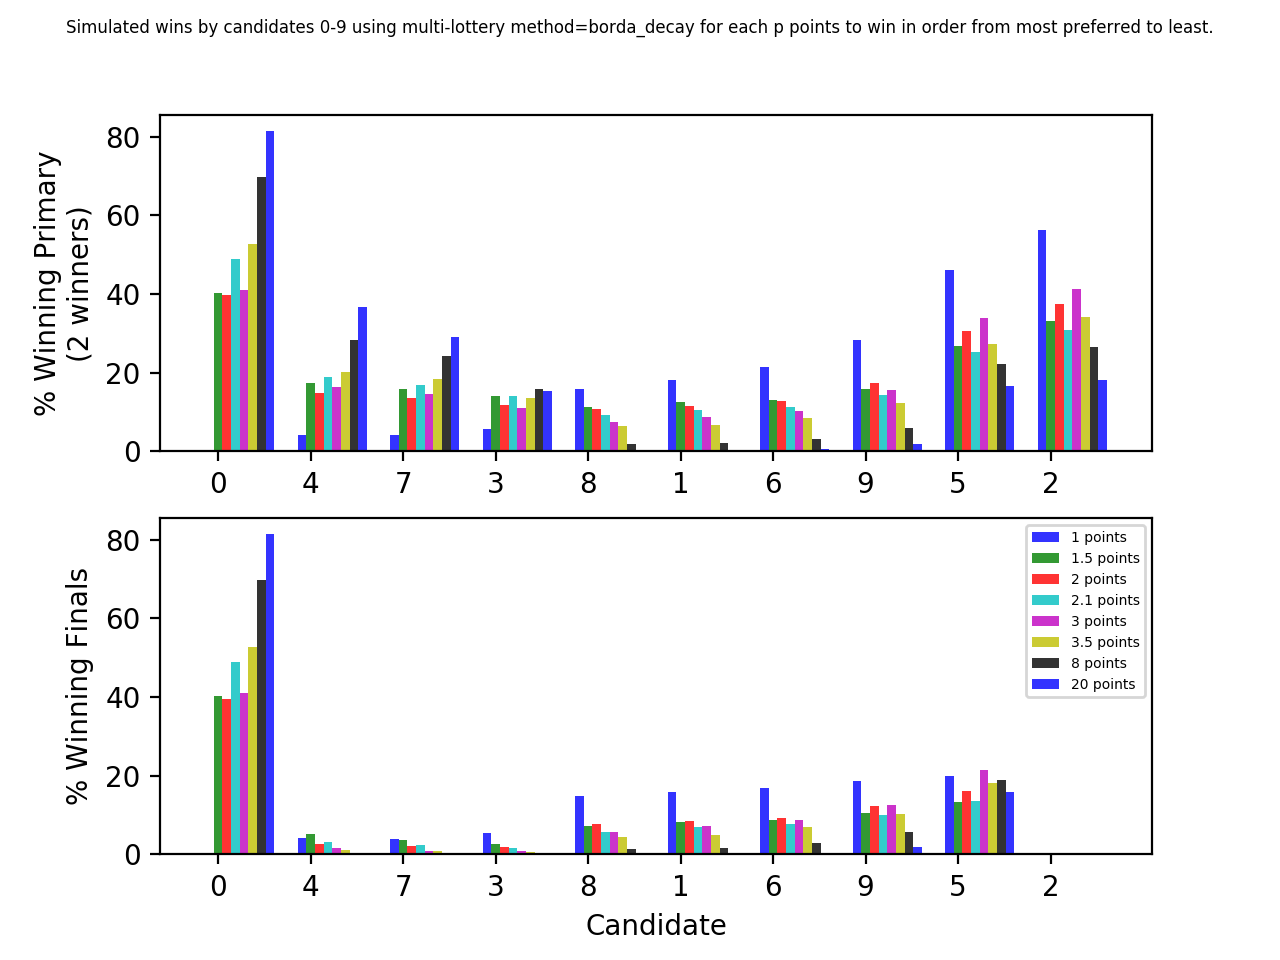 Simulated wins by candidates 0-9 using multi-lottery method=borda_decay for each p points to win in order from most preferred to least.
% Winning Primary
(2 winners)
80
60
40
20
0
0 4 7 3 8 1 6 9 5 2
% Winning Finals
80
60
40
20
0
1 points
1.5 points
2 points
2.1 points
3 points
3.5 points
8 points
20 points
0 4 7 3 8 1 6 9 5 2
Candidate